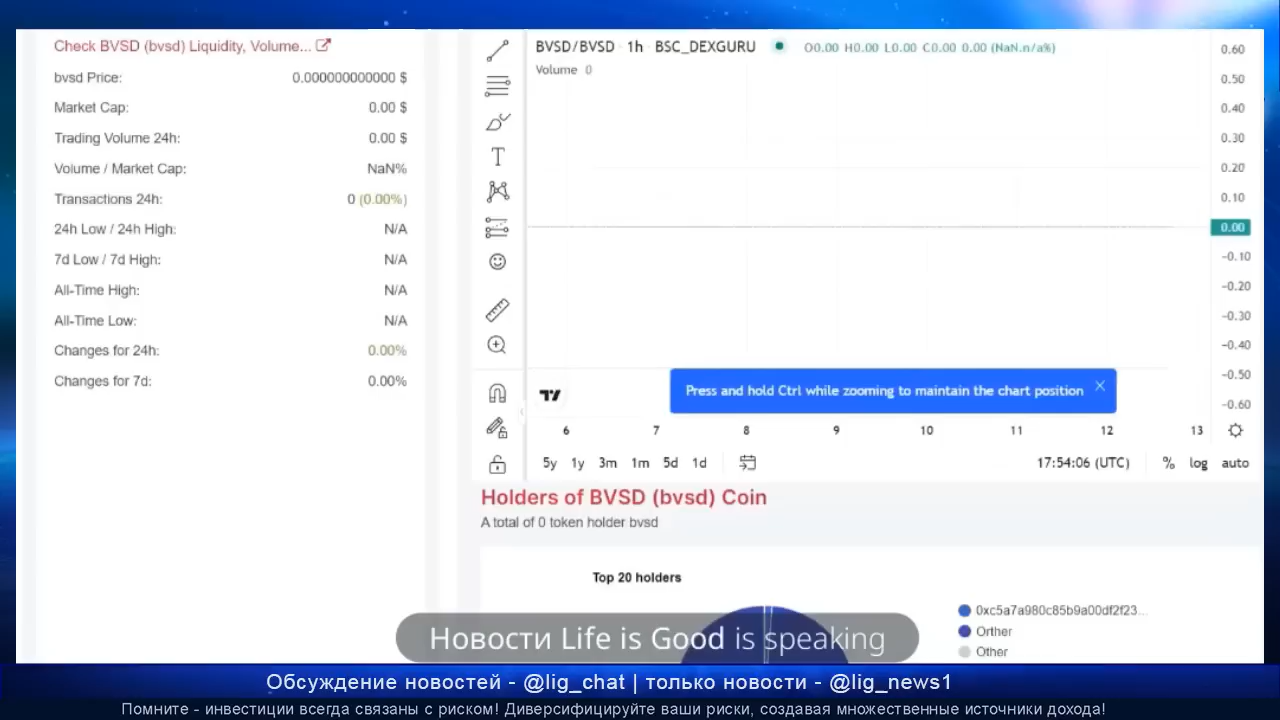 Check BVSD (bvsd) Liquidity, Volume...
bvsd Price: 0.000000000000 $
Market Cap: 0.00 $
Trading Volume 24h: 0.00 $
Volume / Market Cap: NaN%
Transactions 24h: 0 (0.00%)
24h Low / 24h High: N/A
7d Low / 7d High: N/A
All-Time High: N/A
All-Time Low: N/A
Changes for 24h: 0.00%
Changes for 7d: 0.00%
BVSD/BVSD · 1h · BSC_DEXGURU O0.00 H0.00 L0.00 C0.00 0.00 (NaN.n/a%)
Volume 0
0.60
0.50
0.40
0.30
0.20
0.10
0.00
-0.10
-0.20
-0.30
-0.40
-0.50
-0.60
Press and hold Ctrl while zooming to maintain the chart position
6 7 8 9 10 11 12 13
5y 1y 3m 1m 5d 1d 17:54:06 (UTC) % log auto
Holders of BVSD (bvsd) Coin
A total of 0 token holder bvsd
Top 20 holders
0xc5a7a980c85b9a00df2f23...
Orther
Other
Новости Life is Good is speaking
Обсуждение новостей - @lig_chat | только новости - @lig_news1
Помните - инвестиции всегда связаны с риском! Диверсифицируйте ваши риски, создавая множественные источники дохода!